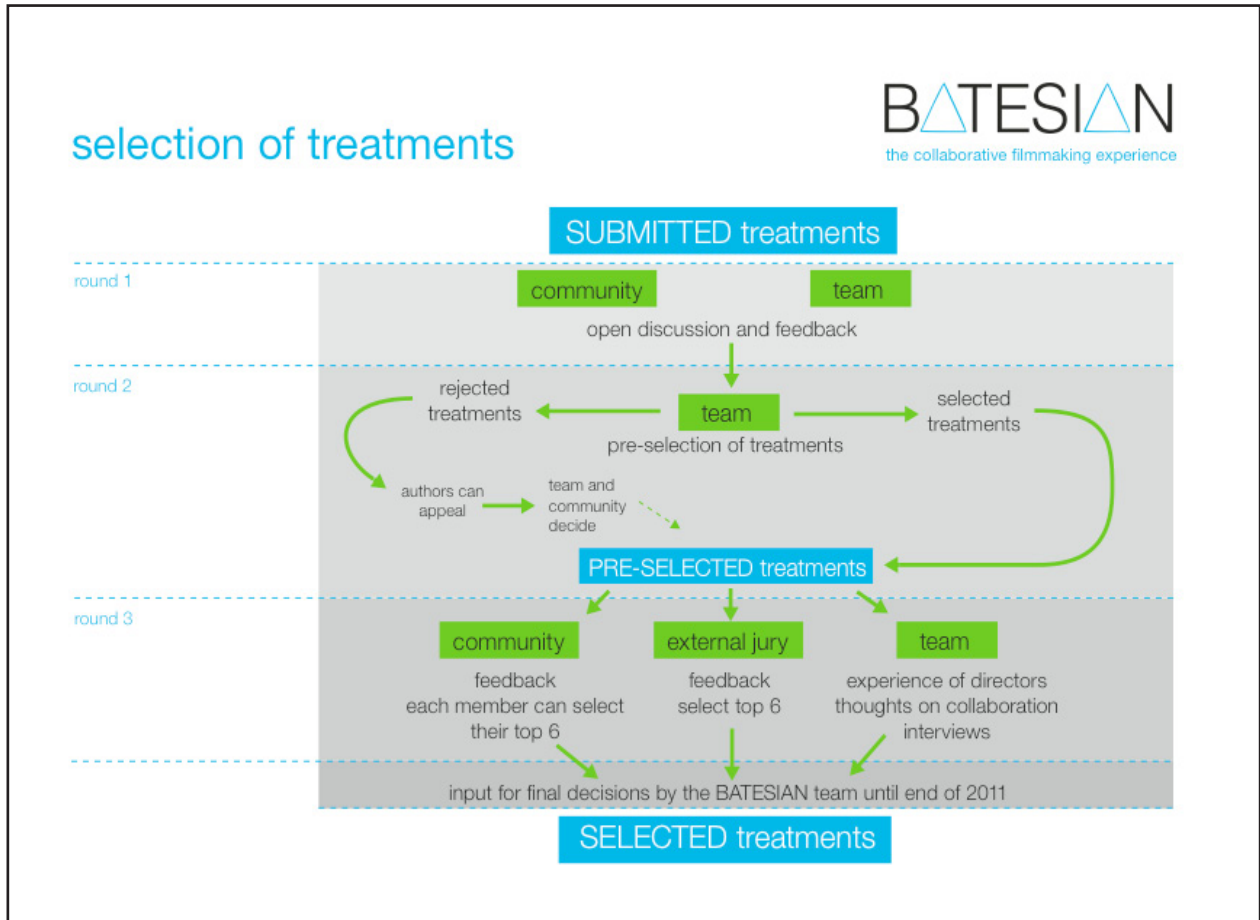 BATESIAN
the collaborative filmmaking experience
selection of treatments
SUBMITTED treatments
round 1
community
team
open discussion and feedback
round 2
rejected
treatments
team
selected
treatments
pre-selection of treatments
authors can
appeal
team and
community
decide
PRE-SELECTED treatments
round 3
community
feedback
each member can select
their top 6
external jury
feedback
select top 6
team
experience of directors
thoughts on collaboration
interviews
input for final decisions by the BATESIAN team until end of 2011
SELECTED treatments